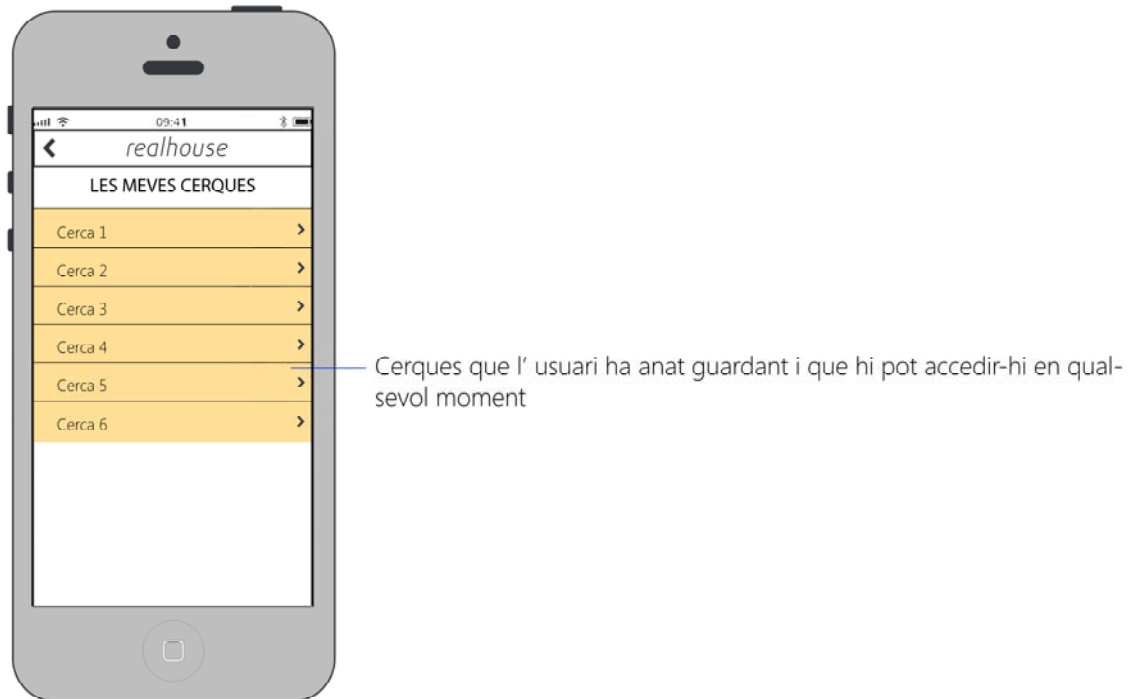 09:41
realhouse
LES MEVES CERQUES
Cerca 1
Cerca 2
Cerca 3
Cerca 4
Cerca 5
Cerca 6
Cerques que l' usuari ha anat guardant i que hi pot accedir-hi en qual-
sevol moment